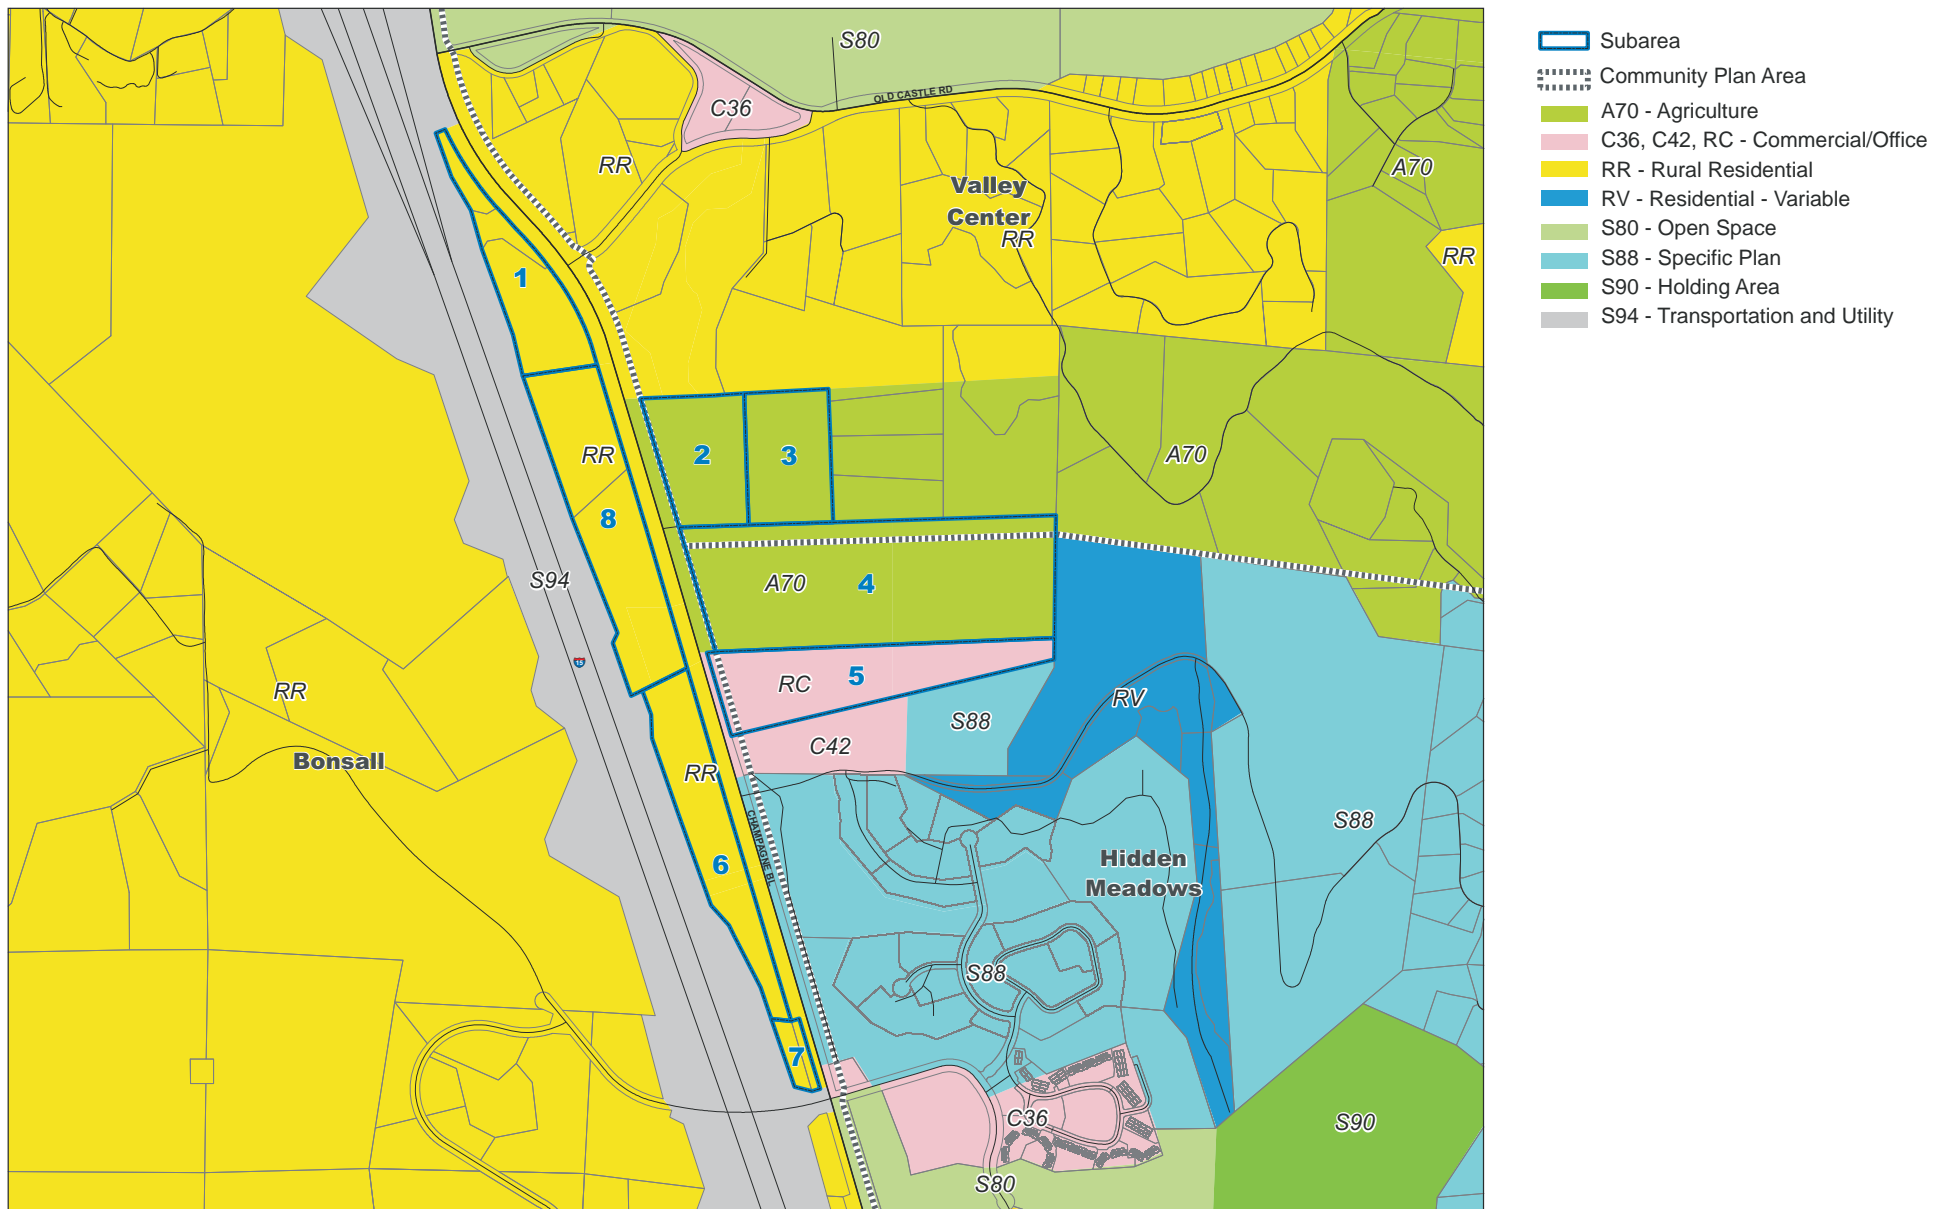 S80
Subarea
Community Plan Area
OLD CASTLE RD
C36
A70 - Agriculture
C36, C42, RC - Commercial/Office
RR
A70
RR - Rural Residential
Valley
Center
RV - Residential - Variable
RR
S80 - Open Space
RR
S88 - Specific Plan
1
S90 - Holding Area
S94 - Transportation and Utility
RR
2
3
A70
8
S94
A70
4
15
RR
RC
5
RV
S88
C42
Bonsall
RR
CHAMPAGNE BL
S88
6
Hidden
Meadows
S88
7
C36
S90
S80